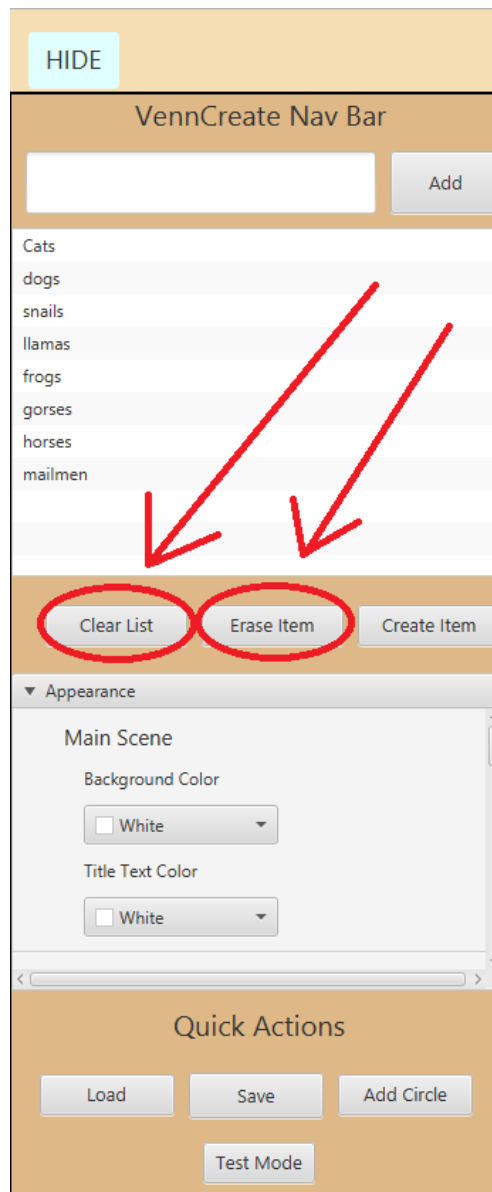 HIDE
VennCreate Nav Bar
Add
Cats
dogs
snails
llamas
frogs
gorses
horses
mailmen
Clear List Erase Item Create Item
Appearance
Main Scene
Background Color
White
Title Text Color
White
Quick Actions
Load Save Add Circle
Test Mode